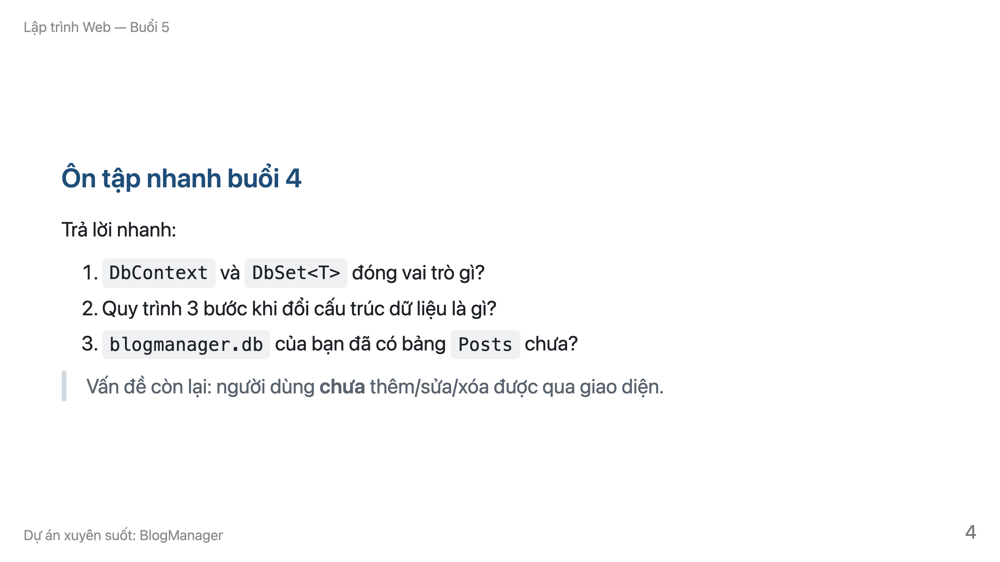 Lập trình Web — Buổi 5
Ôn tập nhanh buổi 4
Trả lời nhanh:
1. DbContext và DbSet<T> đóng vai trò gì?
2. Quy trình 3 bước khi đổi cấu trúc dữ liệu là gì?
3. blogmanager.db của bạn đã có bảng Posts chưa?
Vấn đề còn lại: người dùng chưa thêm/sửa/xóa được qua giao diện.
Dự án xuyên suốt: BlogManager
4